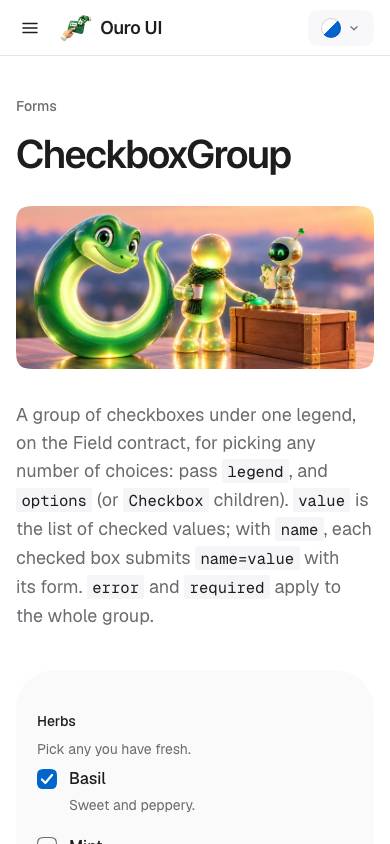 Ouro UI
Forms
CheckboxGroup
A group of checkboxes under one legend,
on the Field contract, for picking any
number of choices: pass legend, and
options (or Checkbox children). value is
the list of checked values; with name, each
checked box submits name=value with
its form. error and required apply to
the whole group.
Herbs
Pick any you have fresh.
Basil
Sweet and peppery.